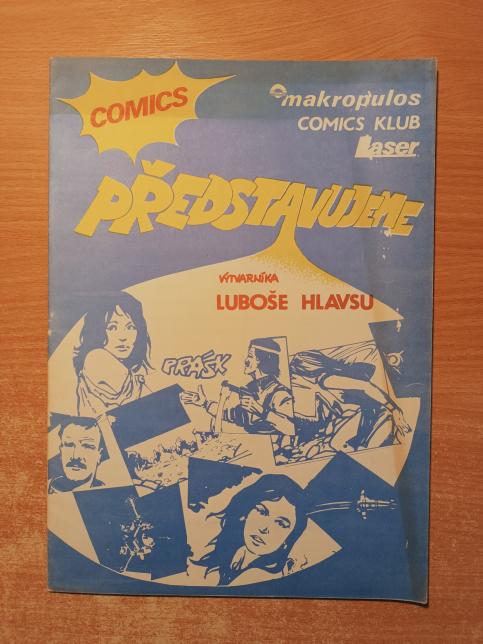 COMICS
makropulos
COMICS KLUB
Laser
PŘEDSTAVUJEME
VÝTVARNÍKA
LUBOŠE HLAVSU
PRÁSK